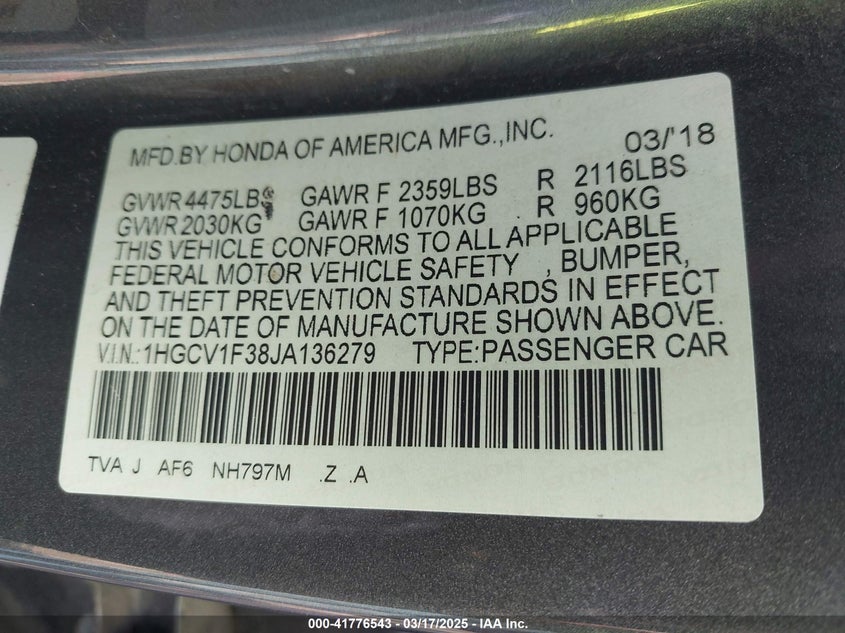 MFD.BY HONDA OF AMERICA MFG.,INC. 03/'18
GVWR 4475LBS GAWR F 2359LBS R 2116LBS
GVWR 2030KG GAWR F 1070KG R 960KG
THIS VEHICLE CONFORMS TO ALL APPLICABLE
FEDERAL MOTOR VEHICLE SAFETY , BUMPER,
AND THEFT PREVENTION STANDARDS IN EFFECT
ON THE DATE OF MANUFACTURE SHOWN ABOVE.
V.I.N.:1HGCV1F38JA136279 TYPE:PASSENGER CAR
TVA J AF6 NH797M .Z .A
000-41776543 - 03/17/2025 - IAA Inc.